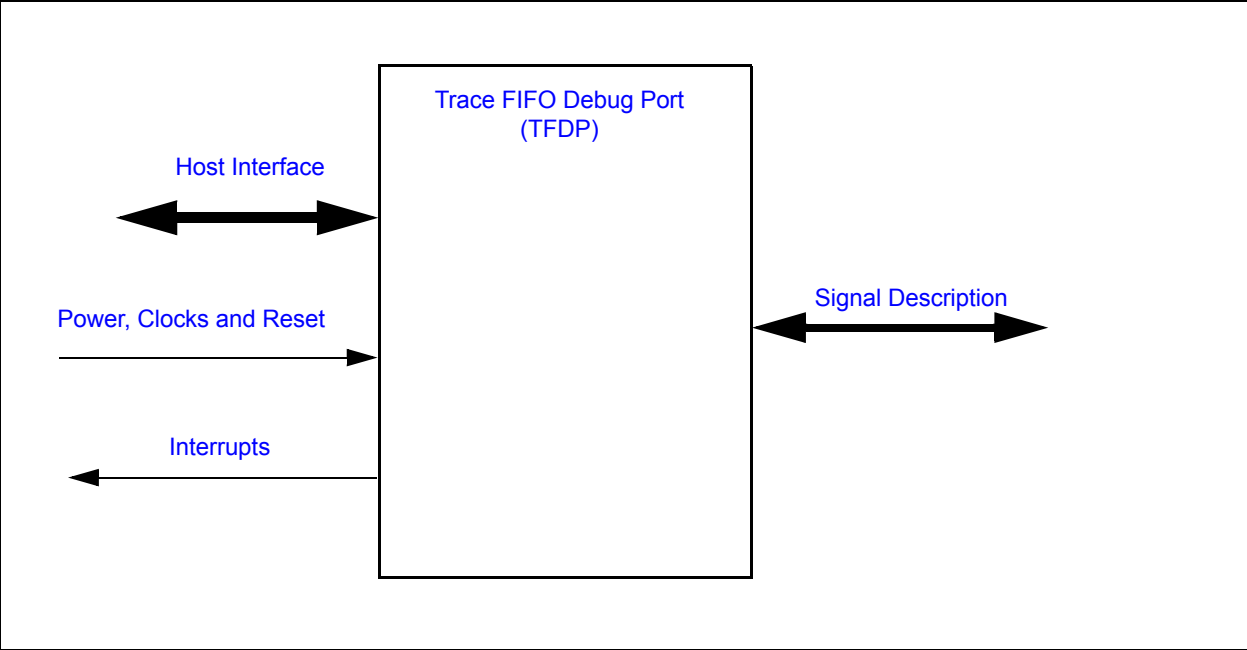 Trace FIFO Debug Port
(TFDP)
Host Interface
Signal Description
Power, Clocks and Reset
Interrupts